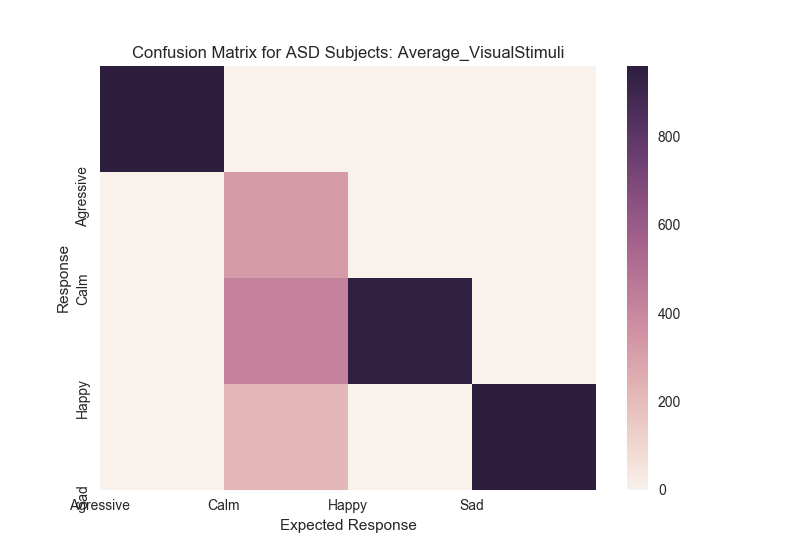 Confusion Matrix for ASD Subjects: Average_VisualStimuli
Response
Agressive
Calm
Happy
Sad
Agressive Calm Happy Sad
Expected Response
800
600
400
200
0